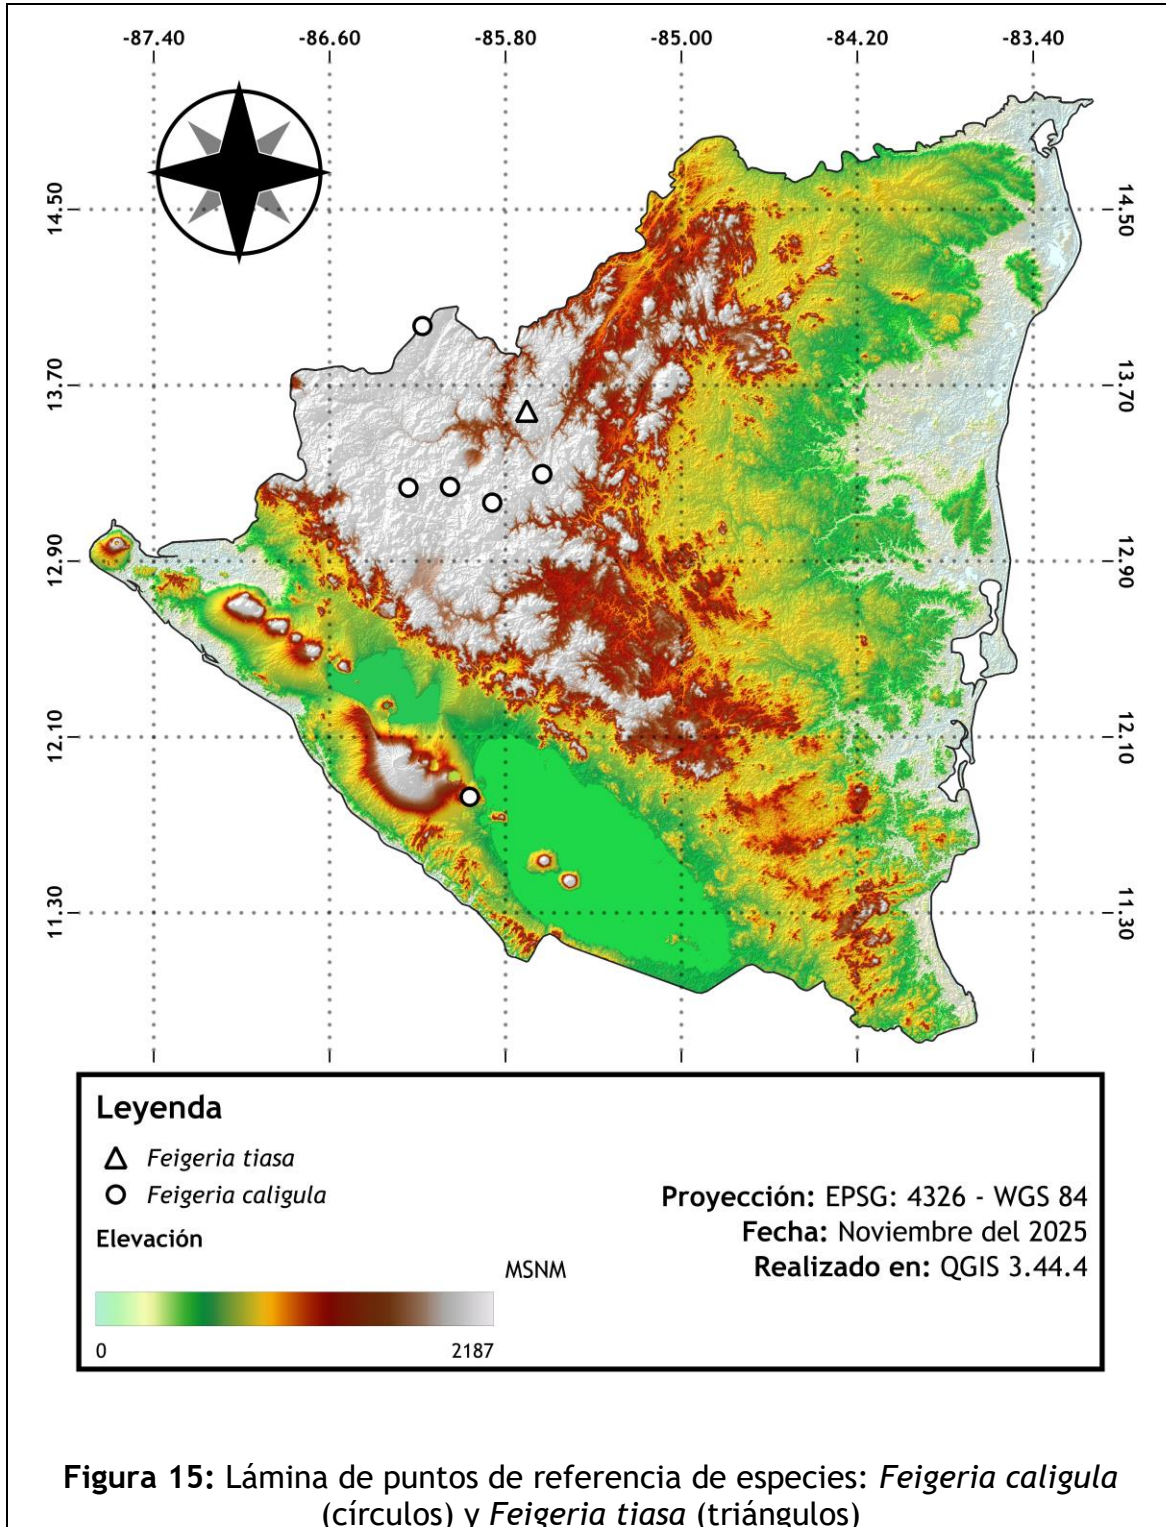 -87.40 -86.60 -85.80 -85.00 -84.20 -83.40
14.50 14.50
13.70 13.70
12.90 12.90
12.10 12.10
11.30 11.30
Leyenda
Feigeria tiasa
Feigeria caligula
Elevación
MSNM
0 2187
Proyección: EPSG: 4326 - WGS 84
Fecha: Noviembre del 2025
Realizado en: QGIS 3.44.4
Figura 15: Lámina de puntos de referencia de especies: Feigeria caligula
(círculos) y Feigeria tiasa (triángulos)